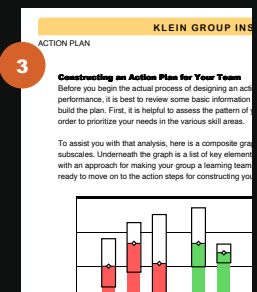 KLEIN GROUP INS
ACTION PLAN
3
Constructing an Action Plan for Your Team
Before you begin the actual process of designing an acti
performance, it is best to review some basic information
build the plan. First, it is helpful to assess the pattern of y
order to prioritize your needs in the various skill areas.
To assist you with that analysis, here is a composite grap
subscales. Underneath the graph is a list of key element
with an approach for making your group a learning team
ready to move on to the action steps for constructing you